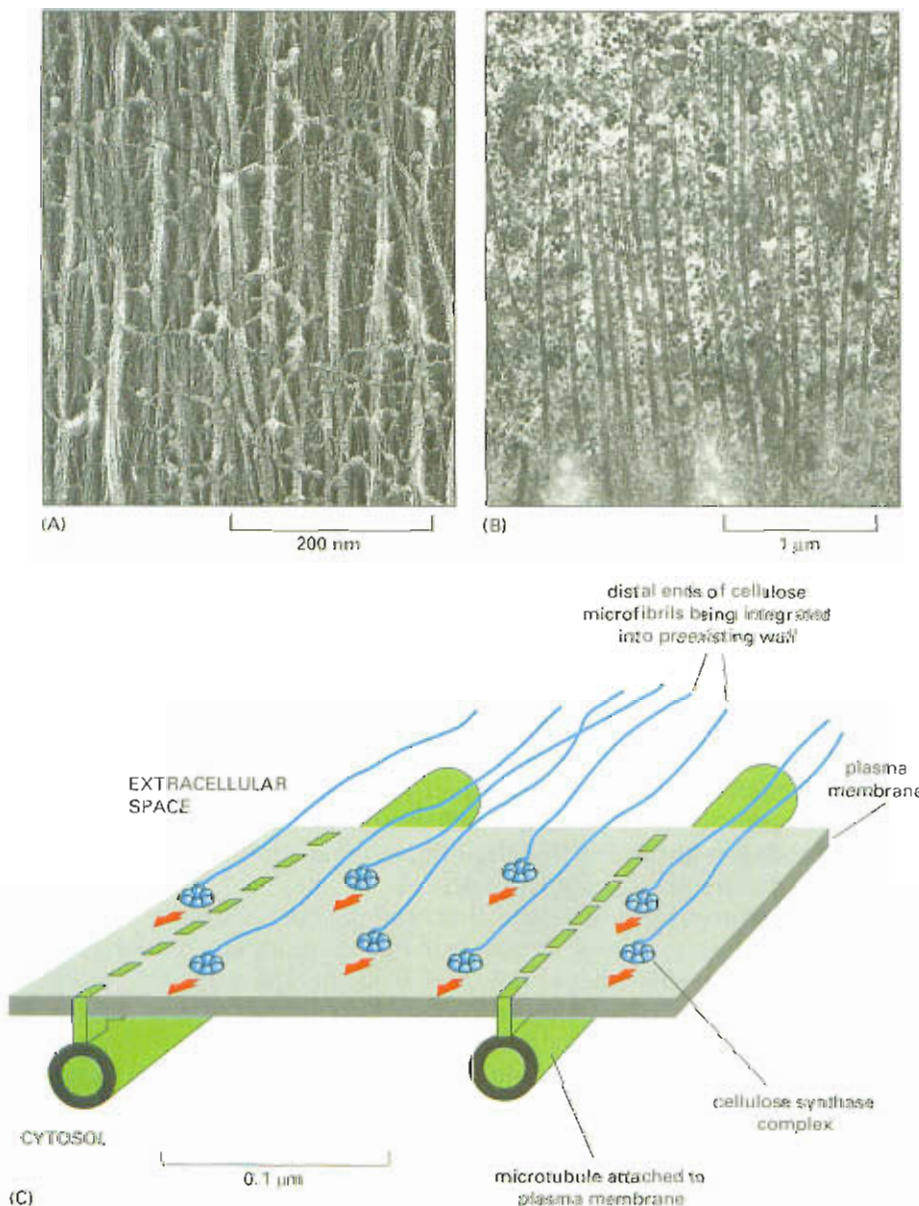 (A)
200 nm
(B)
1 µm
distal ends of cellulose
microfibrils being integrated
into preexisting wall
EXTRACELLULAR
SPACE
plasma
membrane
cellulose synthase
complex
CYTOSOL
0.1 µm
microtubule attached to
plasma membrane
(C)